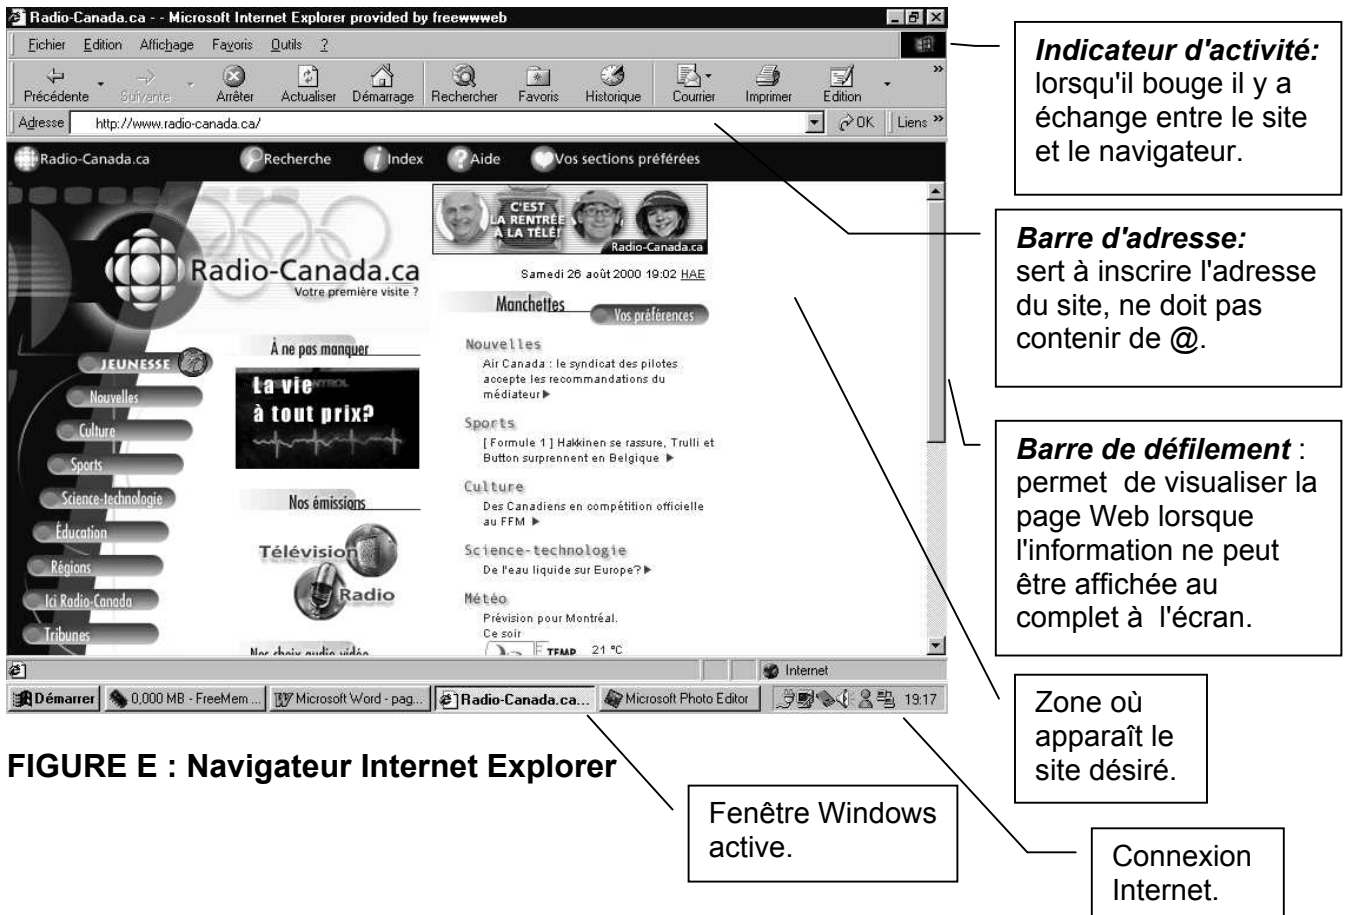 Radio-Canada.ca - - Microsoft Internet Explorer provided by freewwweb
Fichier Edition Affichage Favoris Outils ?
Précédente Suivante Arrêter Actualiser Démarrage Rechercher Favoris Historique Courrier Imprimer Edition »
Adresse http://www.radio-canada.ca/ OK Liens »
Radio-Canada.ca Recherche Index Aide Vos sections préférées
C'EST
LA RENTRÉE
À LA TÉLÉ!
Radio-Canada.ca
Radio-Canada.ca
Votre première visite ?
Samedi 26 août 2000 19:02 HAE
Manchettes Vos préférences
À ne pas manquer
La vie
à tout prix?
JEUNESSE
Nouvelles
Culture
Sports
Science-technologie
Éducation
Régions
Ici Radio-Canada
Tribunes
Nos émissions
Télévision
Radio
Nos choix audio-vidéo
Nouvelles
Air Canada : le syndicat des pilotes
accepte les recommandations du
médiateur
Sports
[ Formule 1 ] Hakkinen se rassure, Trulli et
Button surprennent en Belgique
Culture
Des Canadiens en compétition officielle
au FFM
Science-technologie
De l'eau liquide sur Europe?
Météo
Prévision pour Montréal.
Ce soir
TEMP 21 °C
Internet
Démarrer 0,000 MB - FreeMem ... Microsoft Word - pag... Radio-Canada.ca... Microsoft Photo Editor 19:17
Indicateur d'activité:
lorsqu'il bouge il y a
échange entre le site
et le navigateur.
Barre d'adresse:
sert à inscrire l'adresse
du site, ne doit pas
contenir de @.
Barre de défilement :
permet de visualiser la
page Web lorsque
l'information ne peut
être affichée au
complet à l'écran.
Zone où
apparaît le
site désiré.
FIGURE E : Navigateur Internet Explorer
Fenêtre Windows
active.
Connexion
Internet.